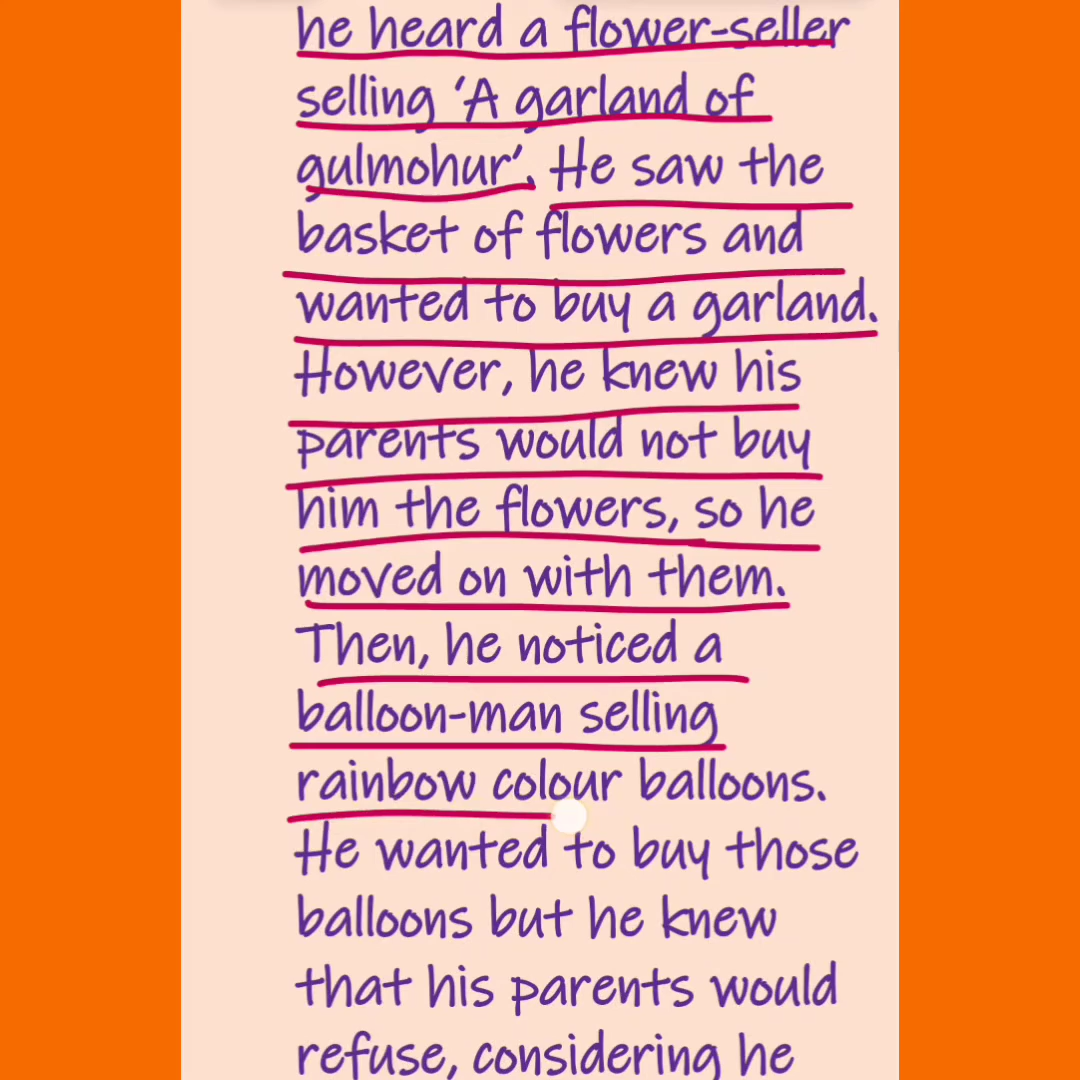 he heard a flower-seller
selling ‘A garland of
gulmohur’. He saw the
basket of flowers and
wanted to buy a garland.
However, he knew his
parents would not buy
him the flowers, so he
moved on with them.
Then, he noticed a
balloon-man selling
rainbow colour balloons.
He wanted to buy those
balloons but he knew
that his parents would
refuse, considering he